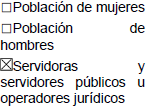 ☐Población de mujeres
☐Población de
hombres
☒Servidoras y
servidores públicos u
operadores jurídicos